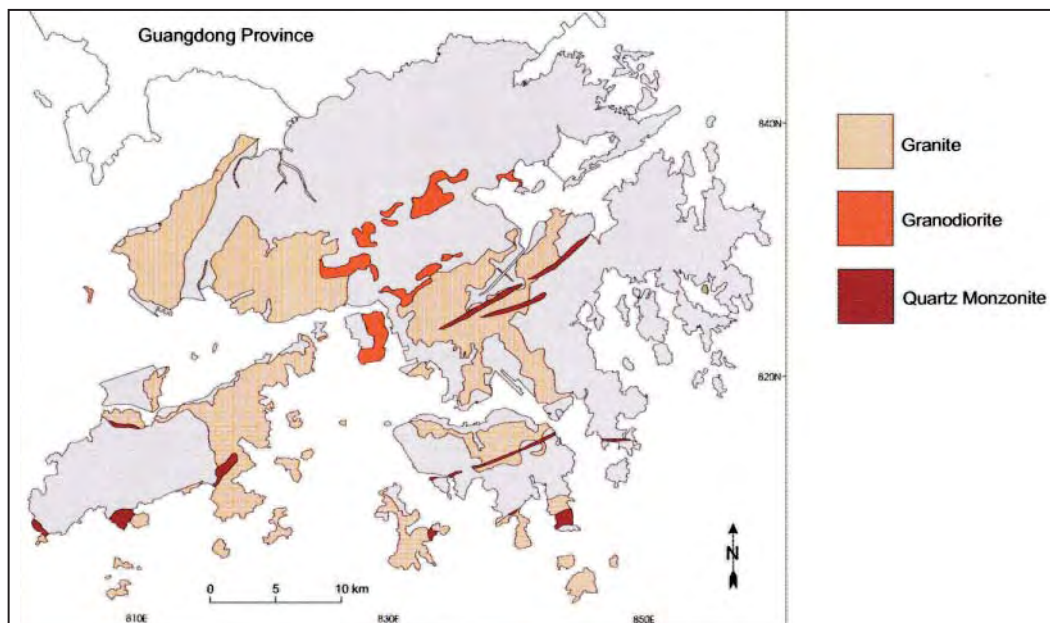 Guangdong Province
840N
Granite
Granodiorite
Quartz Monzonite
820N
N
0 5 10 km
810E 830E 850E